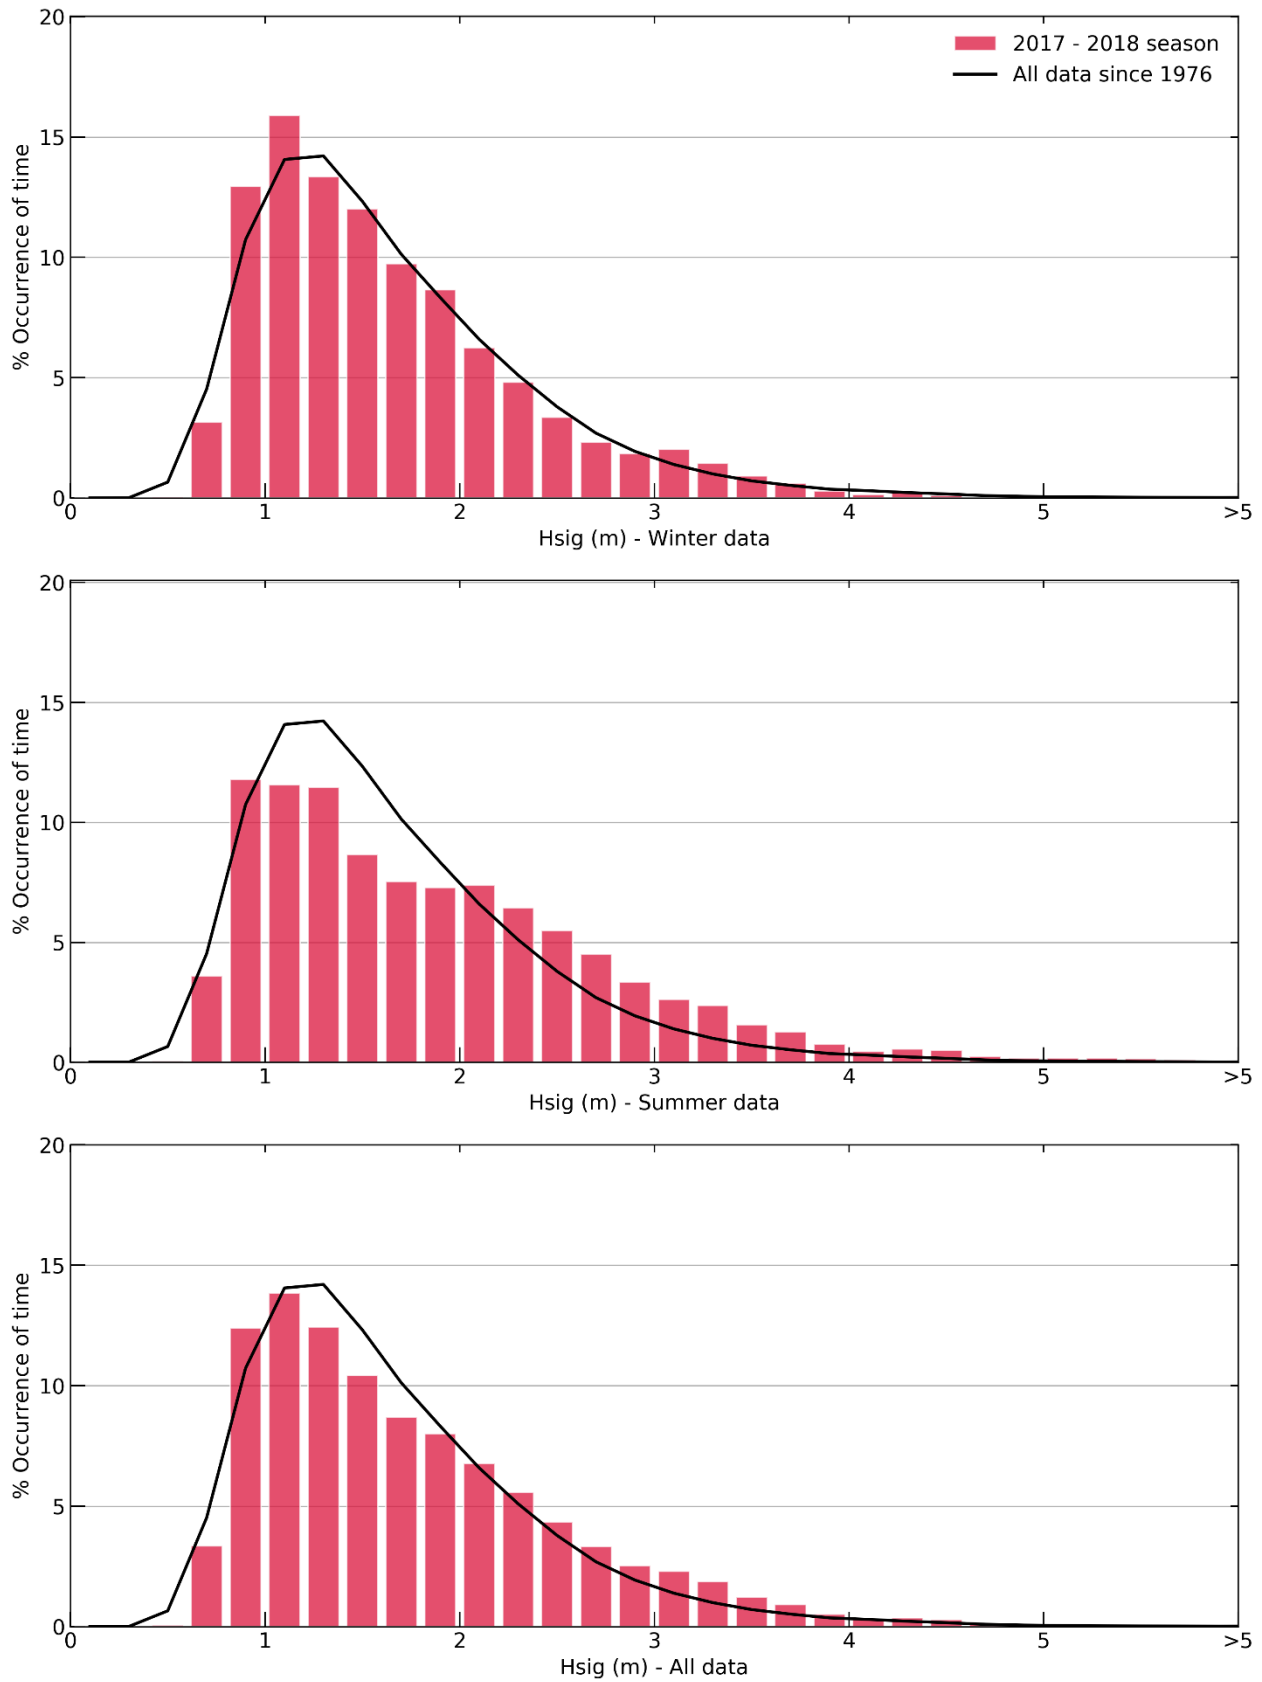 20
15
10
5
0
% Occurrence of time
2017 - 2018 season
All data since 1976
0 1 2 3 4 5 >5
Hsig (m) - Winter data
20
15
10
5
0
% Occurrence of time
0 1 2 3 4 5 >5
Hsig (m) - Summer data
20
15
10
5
0
% Occurrence of time
0 1 2 3 4 5 >5
Hsig (m) - All data